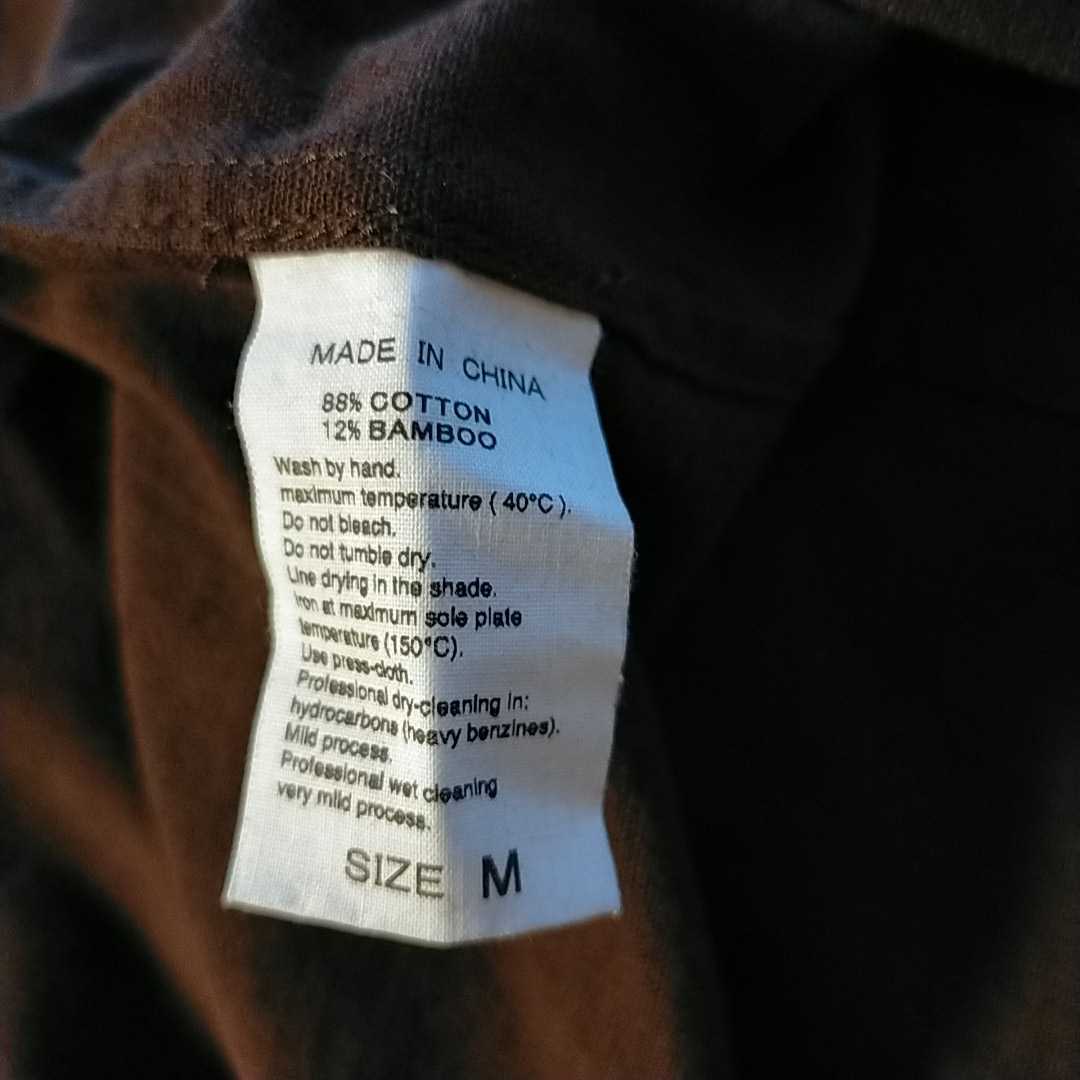 MADE IN CHINA
88% COTTON
12% BAMBOO
Wash by hand.
maximum temperature ( 40°C ).
Do not bleach.
Do not tumble dry.
Line drying in the shade.
Iron at maximum sole plate
temperature (150°C).
Use press-cloth.
Professional dry-cleaning in:
hydrocarbons (heavy benzines).
Mild process.
Professional wet cleaning
very mild process.
SIZE M